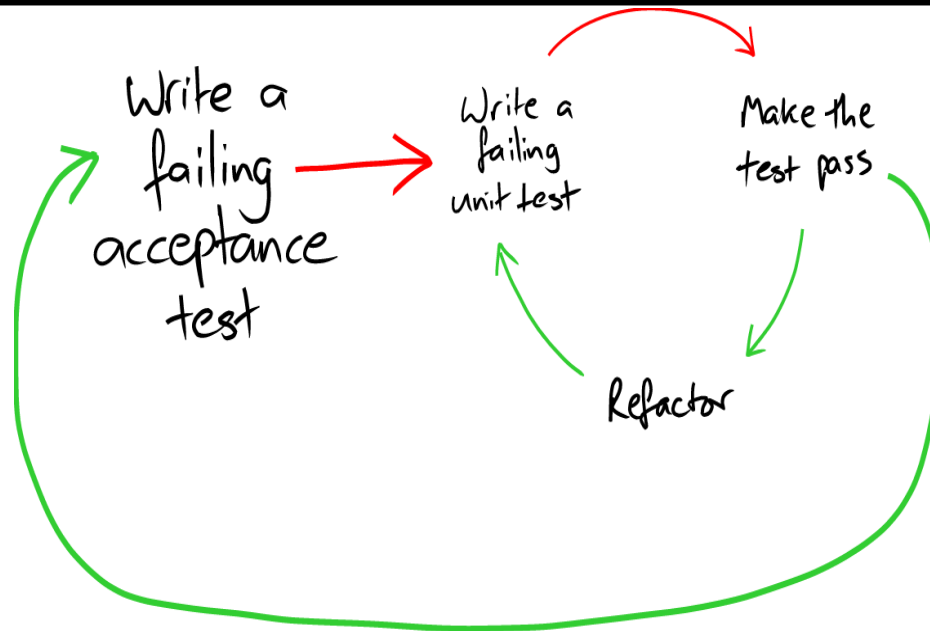 Write a
failing
acceptance
test
Write a
failing
unit test
Make the
test pass
Refactor